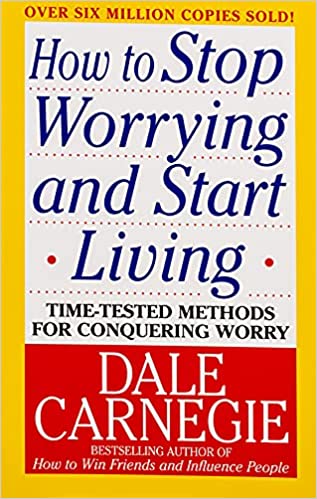 OVER SIX MILLION COPIES SOLD!
How to Stop
Worrying
and Start
· Living ·
TIME-TESTED METHODS
FOR CONQUERING WORRY
DALE
CARNEGIE
BESTSELLING AUTHOR OF
How to Win Friends and Influence People